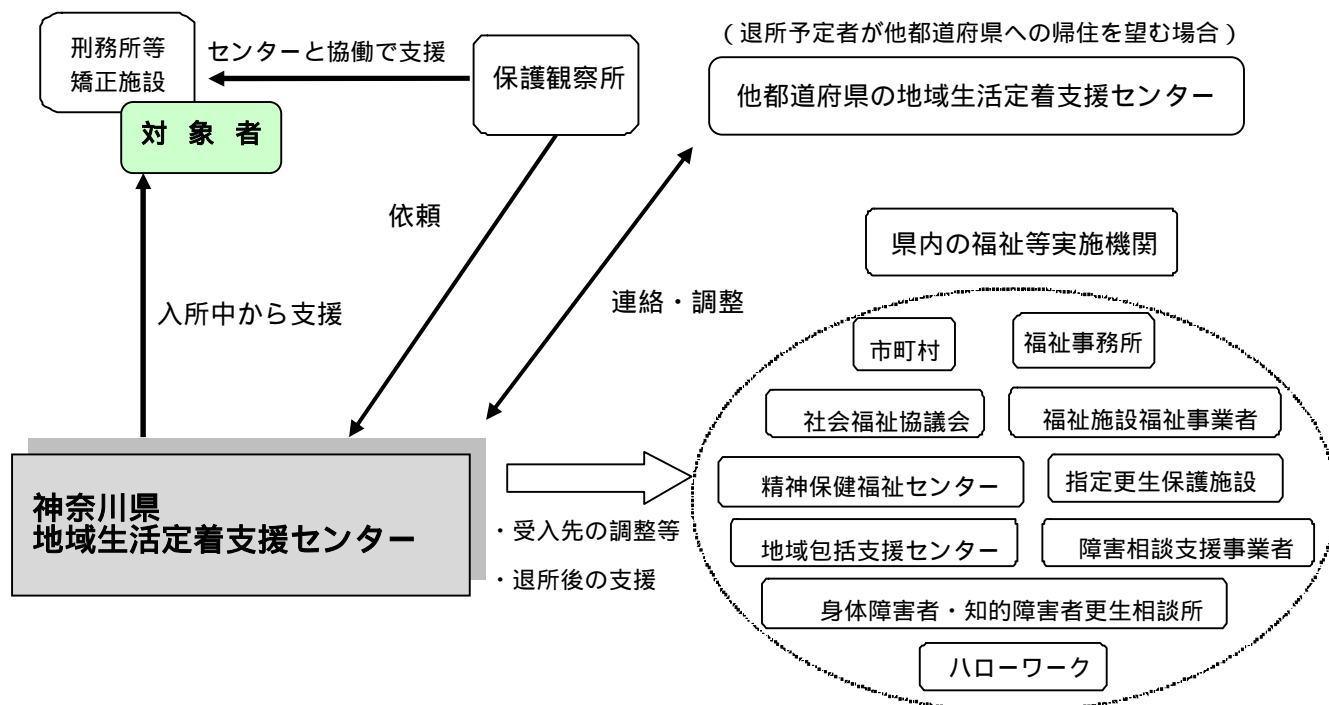 刑務所等
矯正施設
対 象 者
センターと協働で支援
保護観察所
(退所予定者が他都道府県への帰住を望む場合)
他都道府県の地域生活定着支援センター
依頼
入所中から支援
連絡・調整
県内の福祉等実施機関
市町村
福祉事務所
社会福祉協議会
福祉施設福祉事業者
精神保健福祉センター
指定更生保護施設
地域包括支援センター
障害相談支援事業者
身体障害者・知的障害者更生相談所
ハローワーク
神奈川県
地域生活定着支援センター
・受入先の調整等
・退所後の支援